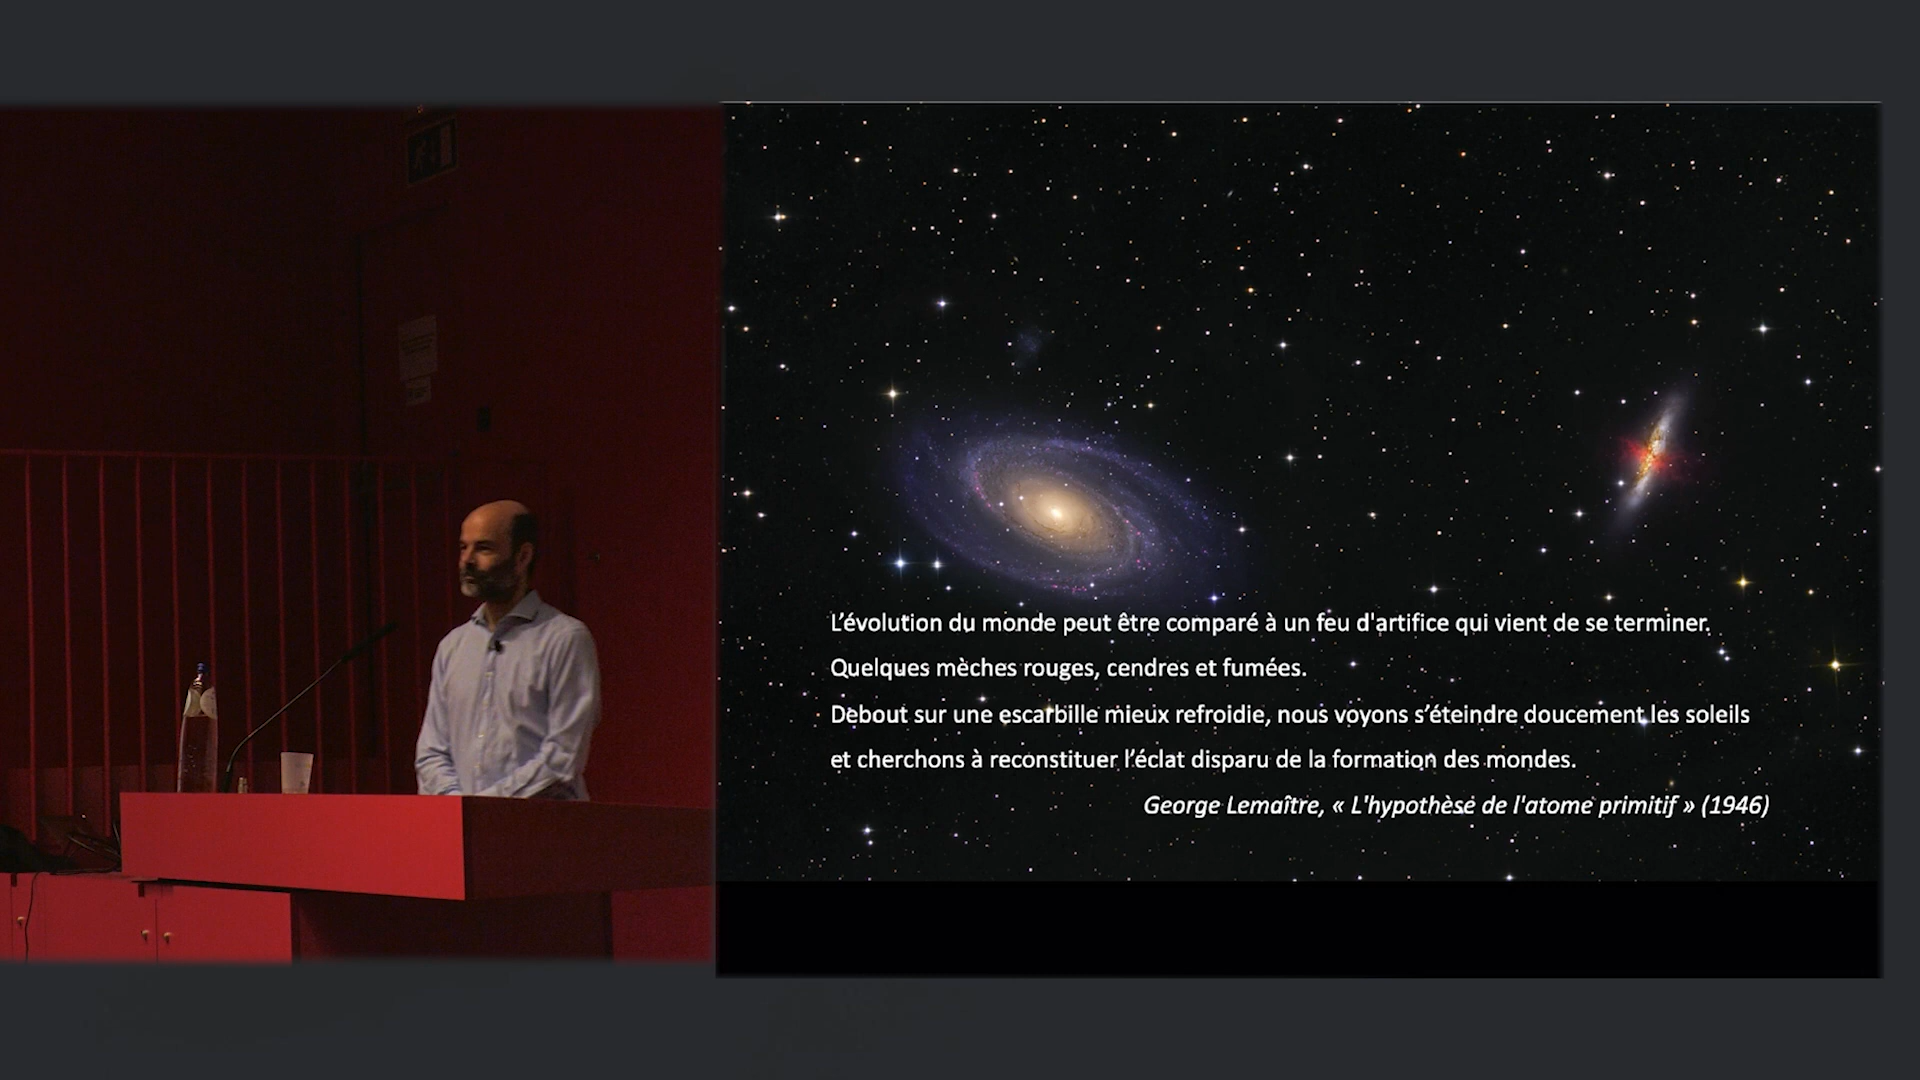 L'évolution du monde peut être comparé à un feu d'artifice qui vient de se terminer.
Quelques mèches rouges, cendres et fumées.
Debout sur une escarbille mieux refroidie, nous voyons s'éteindre doucement les soleils
et cherchons à reconstituer l'éclat disparu de la formation des mondes.
George Lemaître, « L'hypothèse de l'atome primitif » (1946)